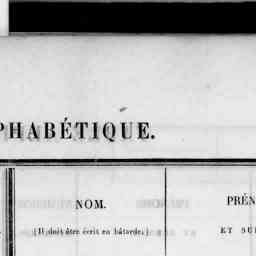 PHABÉTIQUE.
NOM.
(Il doit être écrit en bâtarde.)
PRÉN
ET SU